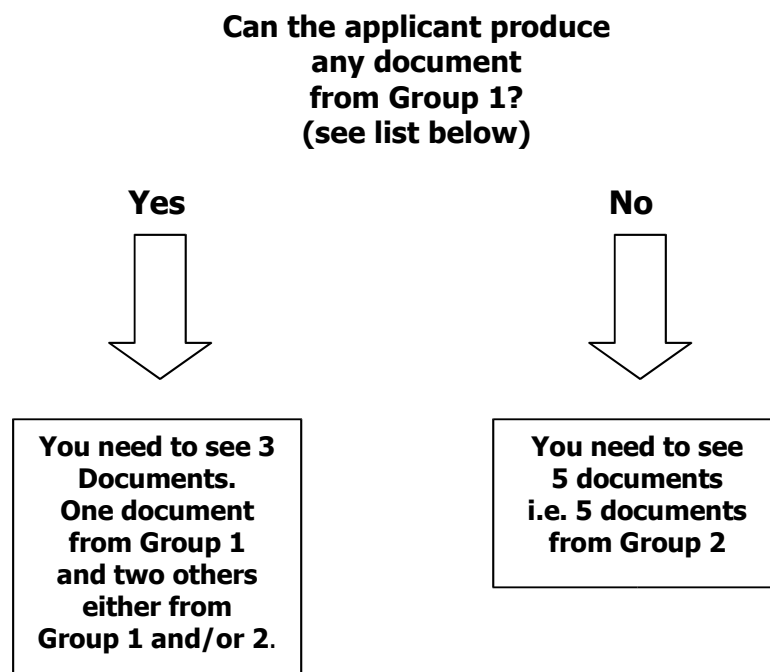 Can the applicant produce
any document
from Group 1?
(see list below)
Yes
No
You need to see 3
Documents.
One document
from Group 1
and two others
either from
Group 1 and/or 2.
You need to see
5 documents
i.e. 5 documents
from Group 2